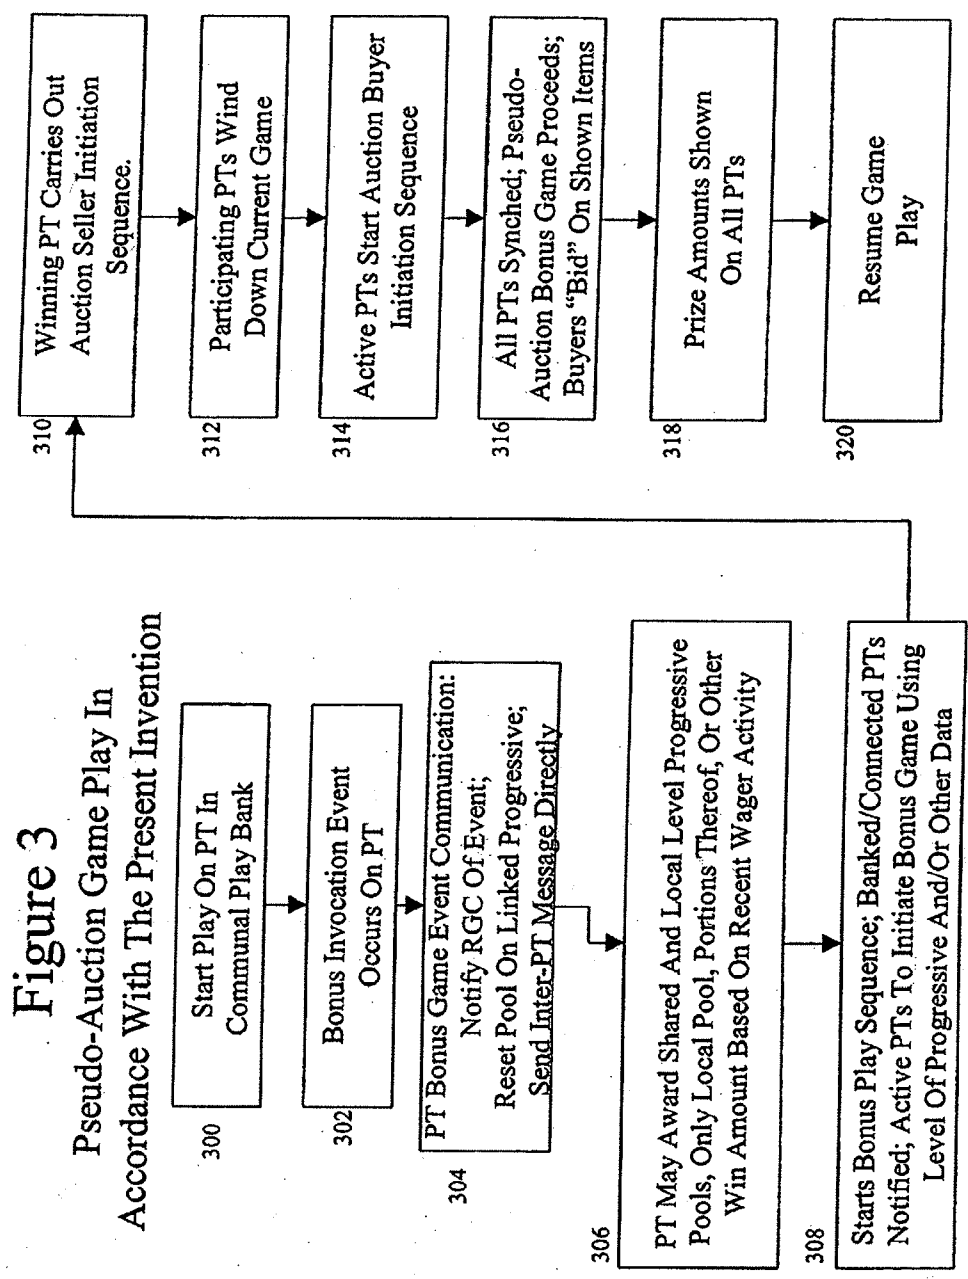 Figure 3
Pseudo-Auction Game Play In
Accordance With The Present Invention
300
Start Play On PT In
Communal Play Bank
302
Bonus Invocation Event
Occurs On PT
304
PT Bonus Game Event Communication:
Notify RGC Of Event;
Reset Pool On Linked Progressive;
Send Inter-PT Message Directly
306
PT May Award Shared And Local Level Progressive
Pools, Only Local Pool, Portions Thereof, Or Other
Win Amount Based On Recent Wager Activity
308
Starts Bonus Play Sequence; Banked/Connected PTs
Notified; Active PTs To Initiate Bonus Game Using
Level Of Progressive And/Or Other Data
310
Winning PT Carries Out
Auction Seller Initiation
Sequence.
312
Participating PTs Wind
Down Current Game
314
Active PTs Start Auction Buyer
Initiation Sequence
316
All PTs Synched; Pseudo-
Auction Bonus Game Proceeds;
Buyers “Bid” On Shown Items
318
Prize Amounts Shown
On All PTs
320
Resume Game
Play